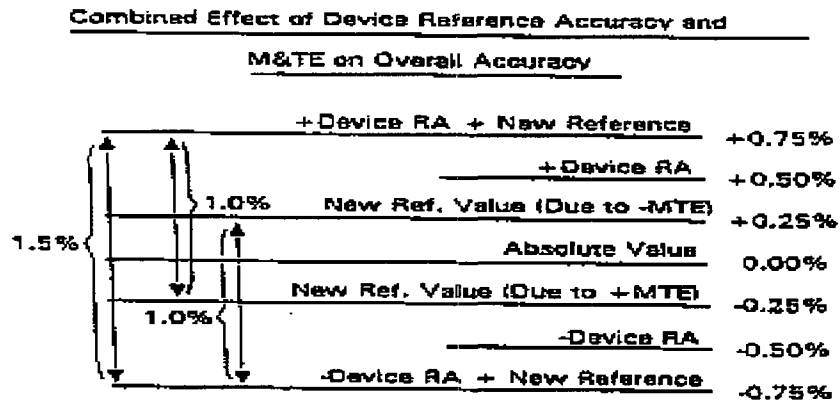 Combined Effect of Device Reference Accuracy and
M&TE on Overall Accuracy
+Device RA + New Reference +0.75%
+Device RA +0.50%
1.0%
New Ref. Value (Due to -MTE) +0.25%
1.5%
Absolute Value 0.00%
New Ref. Value (Due to +MTE) -0.25%
1.0%
-Device RA -0.50%
-Device RA + New Reference -0.75%